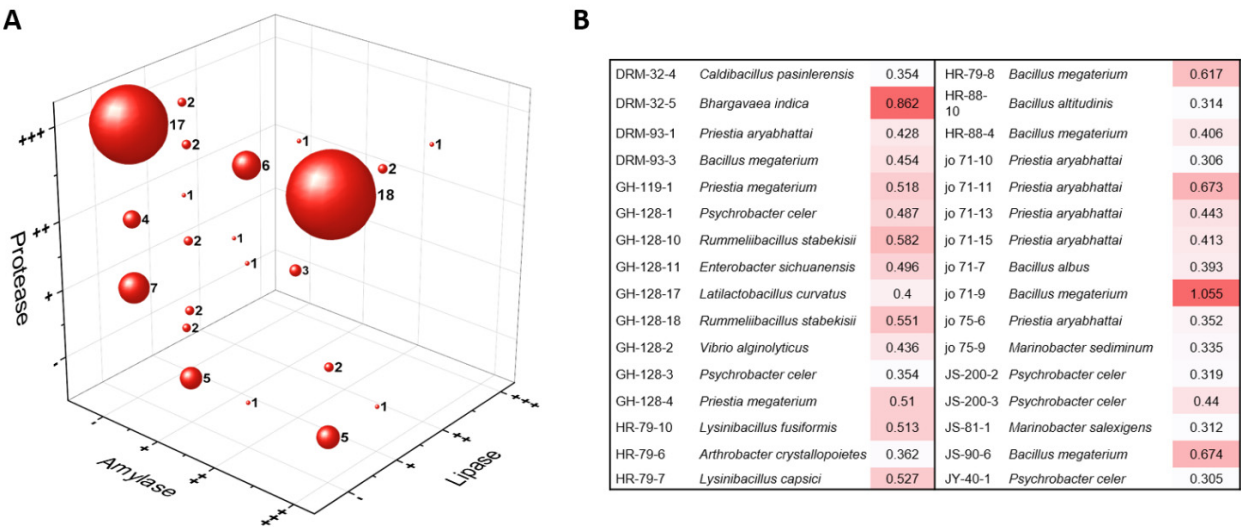 A
B
+++
++
+
-
Protease
-
+
++
+++
Amylase
-
+
++
+++
Lipase
2
17
2
6
1
1
2
18
1
4
2
1
1
3
7
2
2
5
2
1
1
5
DRM-32-4 Caldibacillus pasinlerensis 0.354 HR-79-8 Bacillus megaterium 0.617
DRM-32-5 Bhargavaea indica 0.862 HR-88-
10 Bacillus altitudinis 0.314
DRM-93-1 Priestia aryabhattai 0.428 HR-88-4 Bacillus megaterium 0.406
DRM-93-3 Bacillus megaterium 0.454 jo 71-10 Priestia aryabhattai 0.306
GH-119-1 Priestia megaterium 0.518 jo 71-11 Priestia aryabhattai 0.673
GH-128-1 Psychrobacter celer 0.487 jo 71-13 Priestia aryabhattai 0.443
GH-128-10 Rummeliibacillus stabekisii 0.582 jo 71-15 Priestia aryabhattai 0.413
GH-128-11 Enterobacter sichuanensis 0.496 jo 71-7 Bacillus albus 0.393
GH-128-17 Latilactobacillus curvatus 0.4 jo 71-9 Bacillus megaterium 1.055
GH-128-18 Rummeliibacillus stabekisii 0.551 jo 75-6 Priestia aryabhattai 0.352
GH-128-2 Vibrio alginolyticus 0.436 jo 75-9 Marinobacter sediminum 0.335
GH-128-3 Psychrobacter celer 0.354 JS-200-2 Psychrobacter celer 0.319
GH-128-4 Priestia megaterium 0.51 JS-200-3 Psychrobacter celer 0.44
HR-79-10 Lysinibacillus fusiformis 0.513 JS-81-1 Marinobacter salexigens 0.312
HR-79-6 Arthrobacter crystallopoietes 0.362 JS-90-6 Bacillus megaterium 0.674
HR-79-7 Lysinibacillus capsici 0.527 JY-40-1 Psychrobacter celer 0.305